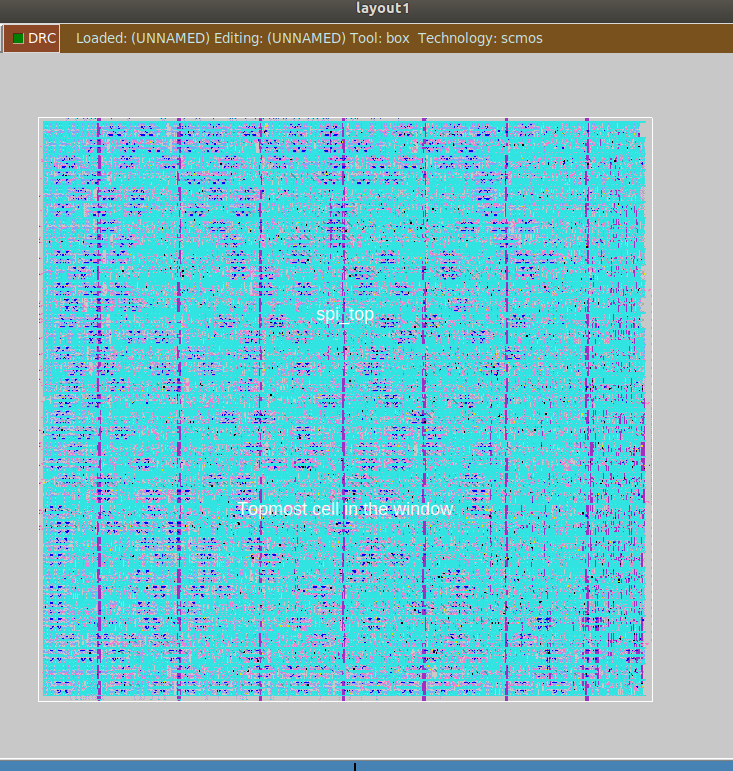 layout1
DRC Loaded: (UNNAMED) Editing: (UNNAMED) Tool: box Technology: scmos
spi_top
Topmost cell in the window